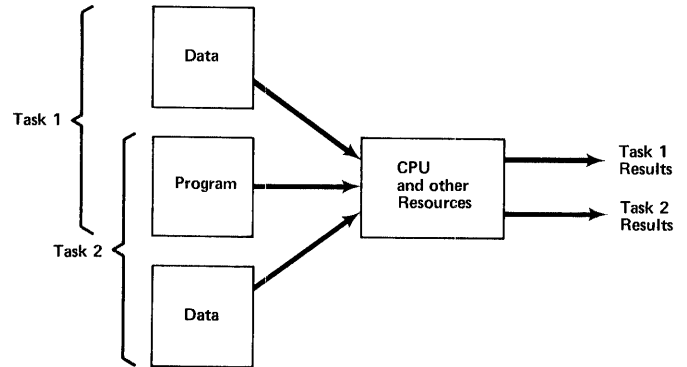 Data
Task 1
Program
Task 2
Data
CPU
and other
Resources
Task 1
Results
Task 2
Results